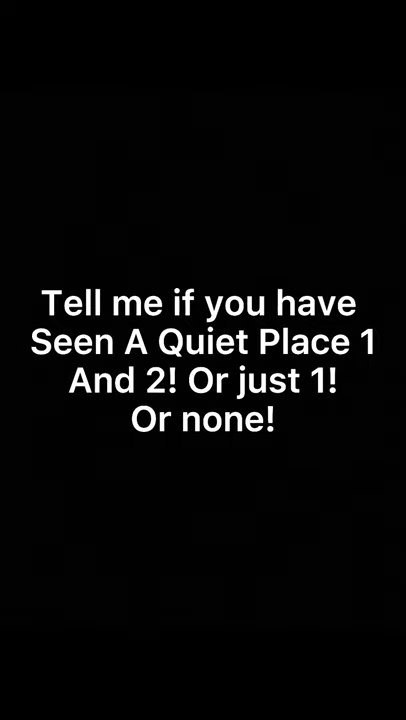 Tell me if you have
Seen A Quiet Place 1
And 2! Or just 1!
Or none!